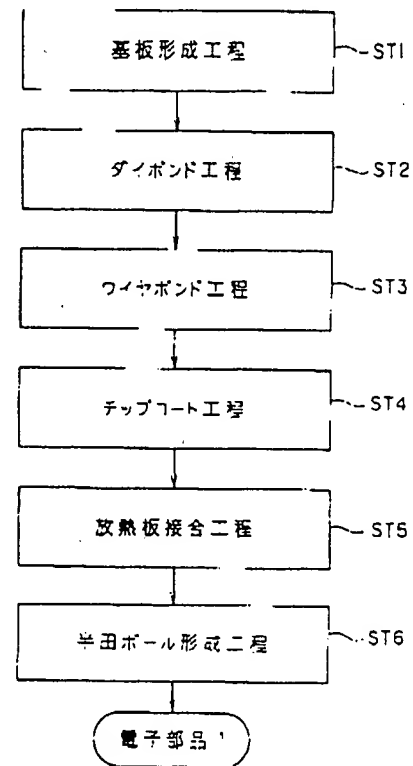 基板形成工程 ST1
ダイボンド工程 ST2
ワイヤボンド工程 ST3
チップコート工程 ST4
放熱板接合工程 ST5
半田ボール形成工程 ST6
電子部品